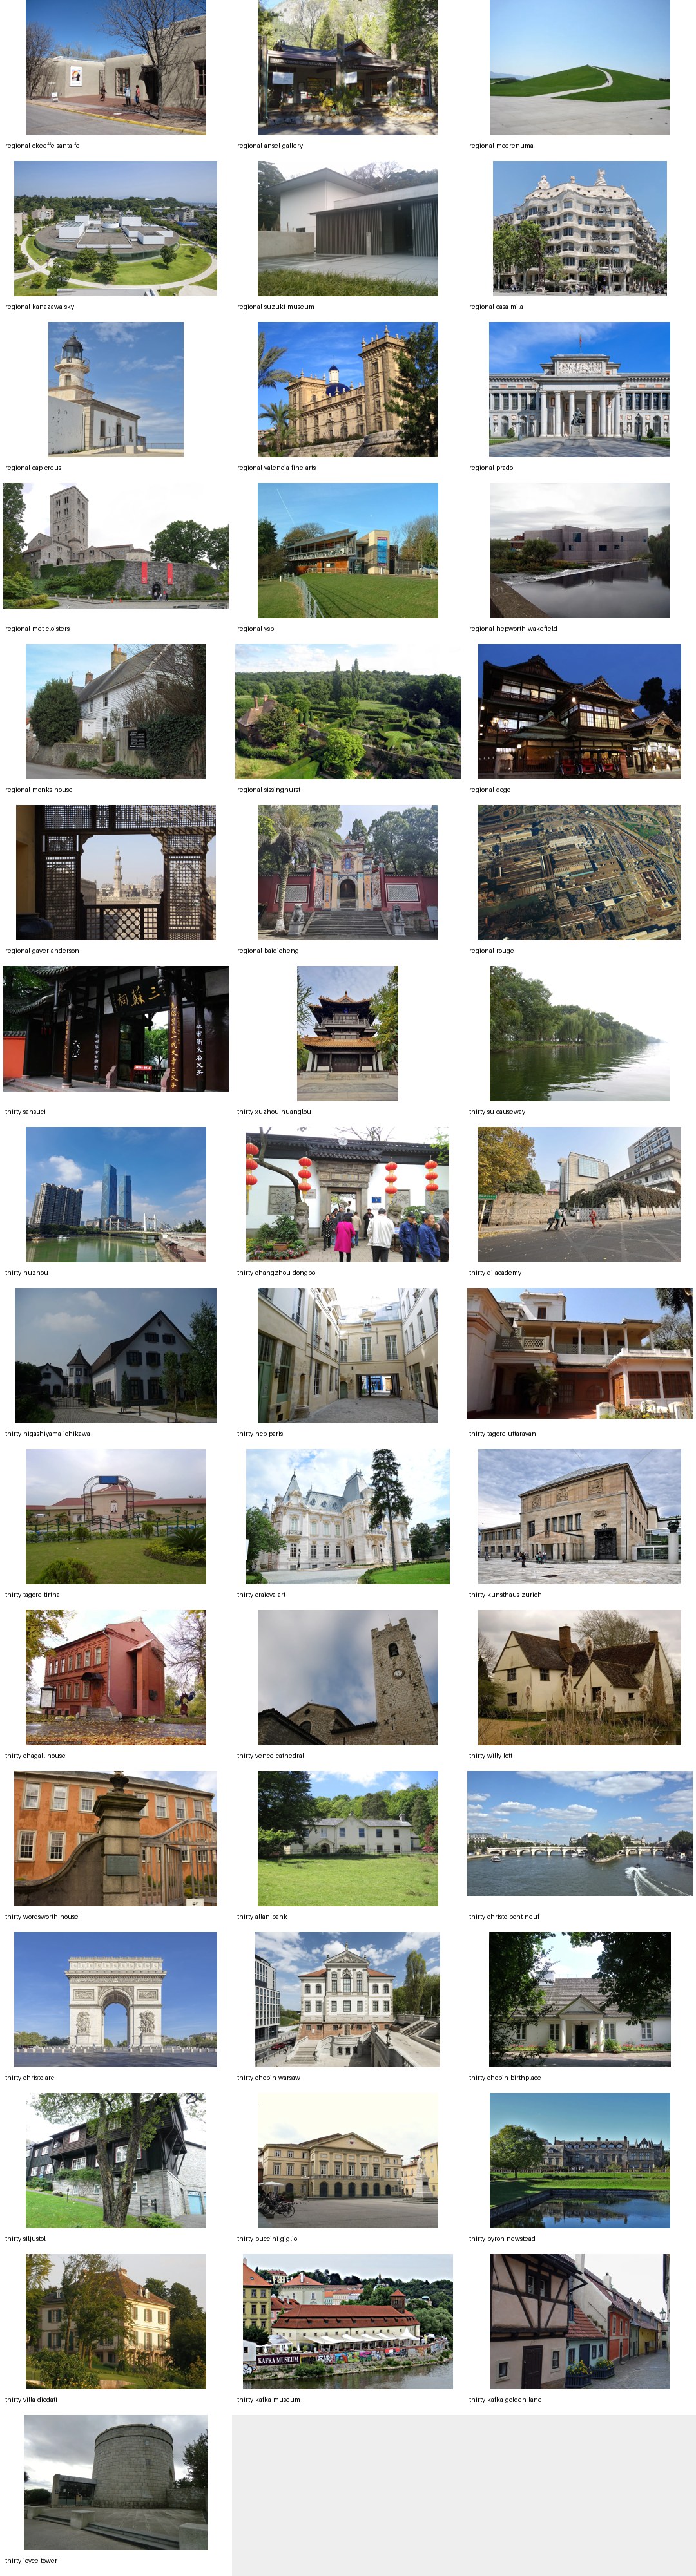 regional-okeeffe-santa-fe
regional-ansel-gallery
regional-moerenuma
regional-kanazawa-sky
regional-suzuki-museum
regional-casa-mila
regional-cap-creus
regional-valencia-fine-arts
regional-prado
regional-met-cloisters
regional-ysp
regional-hepworth-wakefield
regional-monks-house
regional-sissinghurst
regional-dogo
regional-gayer-anderson
regional-baidicheng
regional-rouge
三蘇祠
thirty-sansuci
thirty-xuzhou-huanglou
thirty-su-causeway
thirty-huzhou
thirty-changzhou-dongpo
thirty-qi-academy
thirty-higashiyama-ichikawa
thirty-hcb-paris
thirty-tagore-uttarayan
thirty-tagore-tirtha
thirty-craiova-art
thirty-kunsthaus-zurich
thirty-chagall-house
thirty-vence-cathedral
thirty-willy-lott
thirty-wordsworth-house
thirty-allan-bank
thirty-christo-pont-neuf
thirty-christo-arc
thirty-chopin-warsaw
thirty-chopin-birthplace
thirty-siljustol
thirty-puccini-giglio
thirty-byron-newstead
KAFKA MUSEUM
thirty-villa-diodati
thirty-kafka-museum
thirty-kafka-golden-lane
thirty-joyce-tower